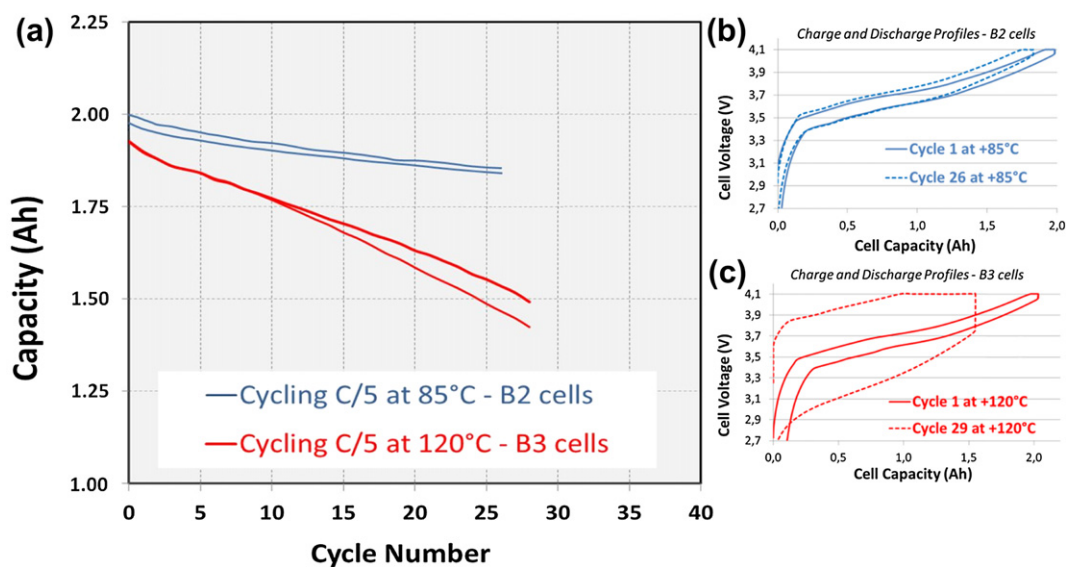 (a)
2.25
2.00
1.75
1.50
1.25
1.00
Capacity (Ah)
Cycling C/5 at 85°C - B2 cells
Cycling C/5 at 120°C - B3 cells
0 5 10 15 20 25 30 35 40
Cycle Number
(b)
Charge and Discharge Profiles - B2 cells
4,1
3,9
3,7
3,5
3,3
3,1
2,9
2,7
Cell Voltage (V)
Cycle 1 at +85°C
Cycle 26 at +85°C
0,0 0,5 1,0 1,5 2,0
Cell Capacity (Ah)
(c)
Charge and Discharge Profiles - B3 cells
4,1
3,9
3,7
3,5
3,3
3,1
2,9
2,7
Cell Voltage (V)
Cycle 1 at +120°C
Cycle 29 at +120°C
0,0 0,5 1,0 1,5 2,0
Cell Capacity (Ah)